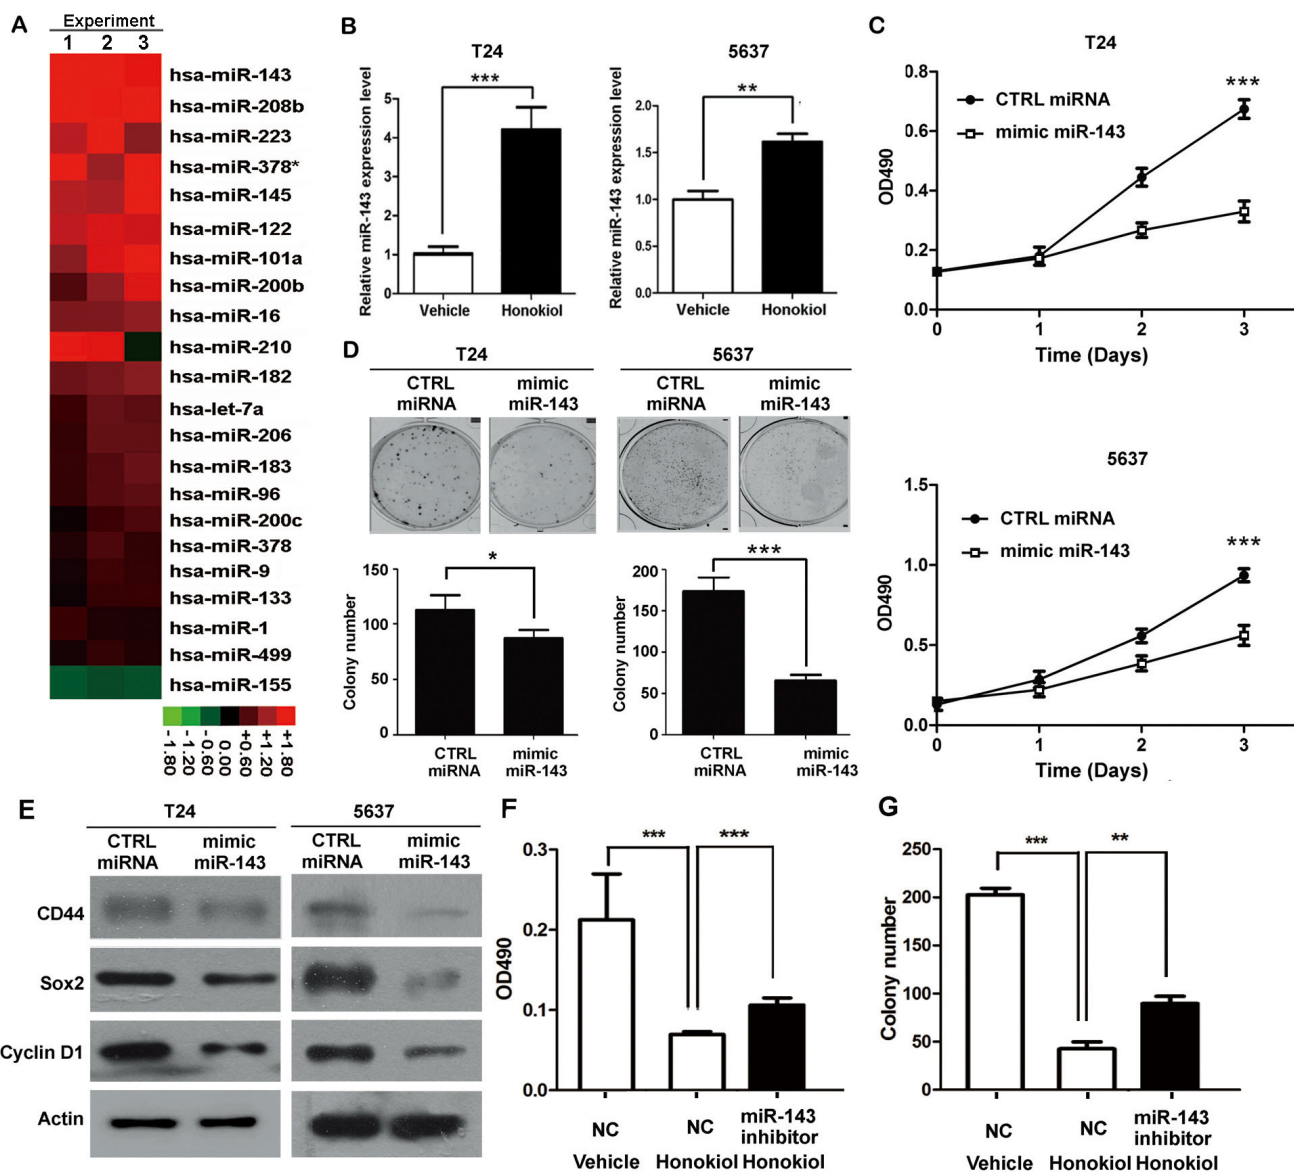 A
Experiment
1 2 3
hsa-miR-143
hsa-miR-208b
hsa-miR-223
hsa-miR-378*
hsa-miR-145
hsa-miR-122
hsa-miR-101a
hsa-miR-200b
hsa-miR-16
hsa-miR-210
hsa-miR-182
hsa-let-7a
hsa-miR-206
hsa-miR-183
hsa-miR-96
hsa-miR-200c
hsa-miR-378
hsa-miR-9
hsa-miR-133
hsa-miR-1
hsa-miR-499
hsa-miR-155
-1.80
-1.20
-0.60
0.00
+0.60
+1.20
+1.80
B
T24
Relative miR-143 expression level
***
5
4
3
2
1
0
Vehicle Honokiol
5637
Relative miR-143 expression level
**
2.0
1.5
1.0
0.5
0.0
Vehicle Honokiol
C
T24
OD490
0.8
0.6
0.4
0.2
0.0
CTRL miRNA
mimic miR-143
***
0 1 2 3
Time (Days)
5637
OD490
1.5
1.0
0.5
0.0
CTRL miRNA
mimic miR-143
***
0 1 2 3
Time (Days)
D
T24 5637
CTRL mimic CTRL mimic
miRNA miR-143 miRNA miR-143
Colony number
150
100
50
0
*
CTRL mimic
miRNA miR-143
Colony number
200
150
100
50
0
***
CTRL mimic
miRNA miR-143
E
T24 5637
CTRL mimic CTRL mimic
miRNA miR-143 miRNA miR-143
CD44
Sox2
Cyclin D1
Actin
F
OD490
0.3
0.2
0.1
0.0
*** ***
NC NC miR-143
inhibitor
Vehicle Honokiol Honokiol
G
Colony number
250
200
150
100
50
0
*** **
NC NC miR-143
inhibitor
Vehicle Honokiol Honokiol